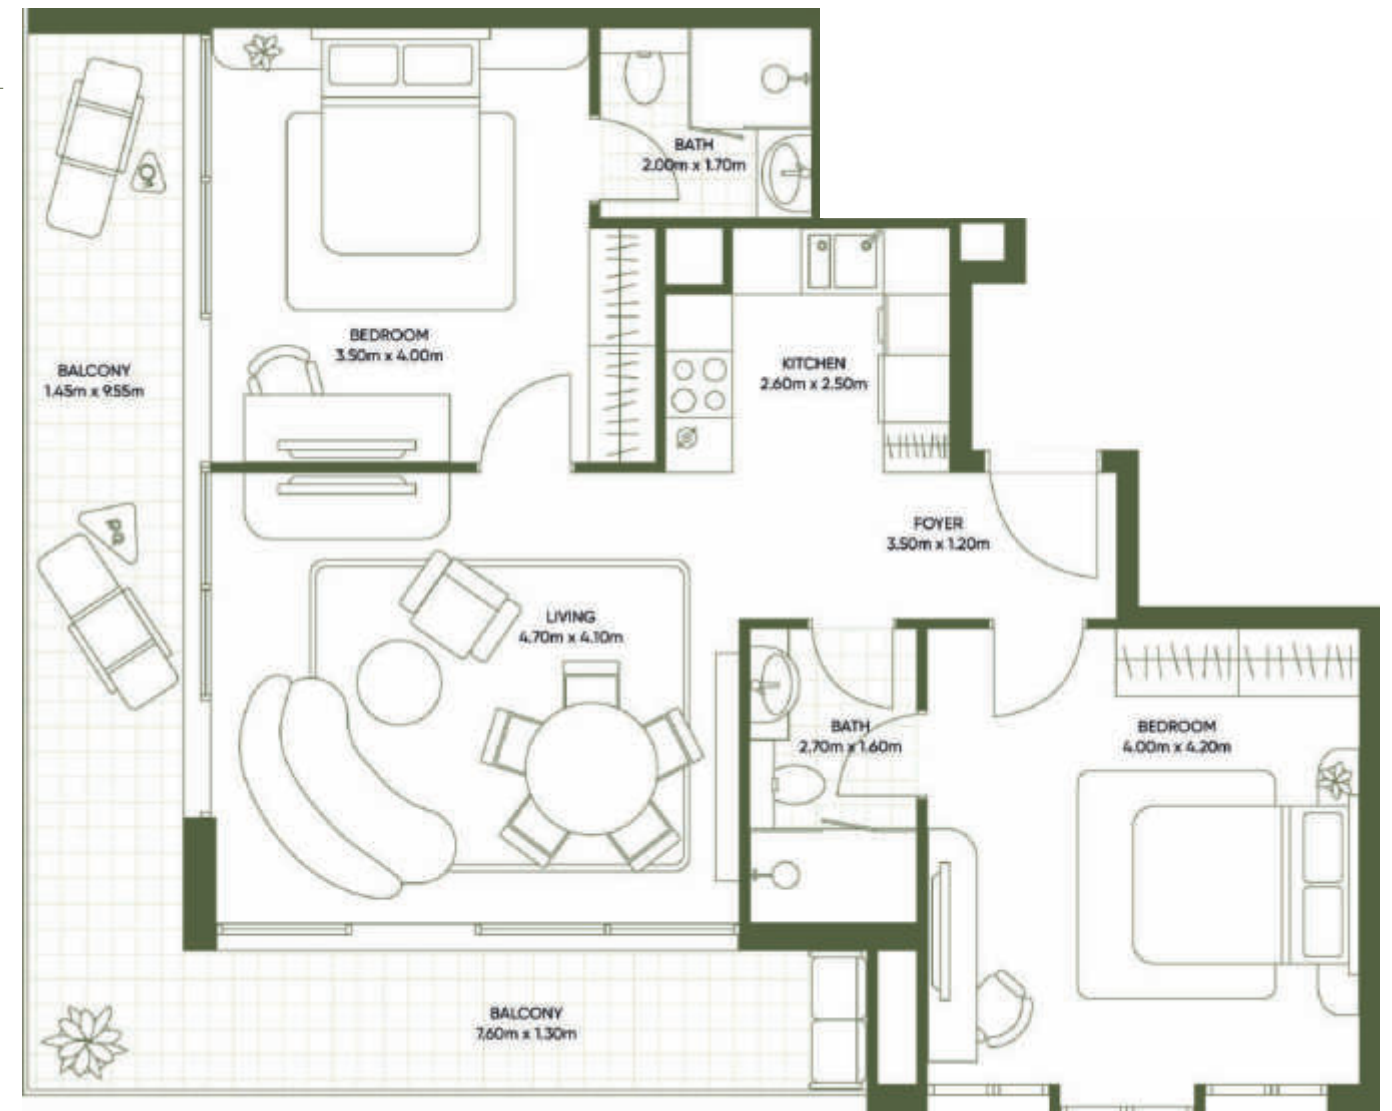 BATH
2.00m x 1.70m
BEDROOM
3.50m x 4.00m
BALCONY
1.45m x 9.55m
KITCHEN
2.60m x 2.50m
FOYER
3.50m x 1.20m
LIVING
4.70m x 4.10m
BATH
2.70m x 1.60m
BEDROOM
4.00m x 4.20m
BALCONY
7.60m x 1.30m